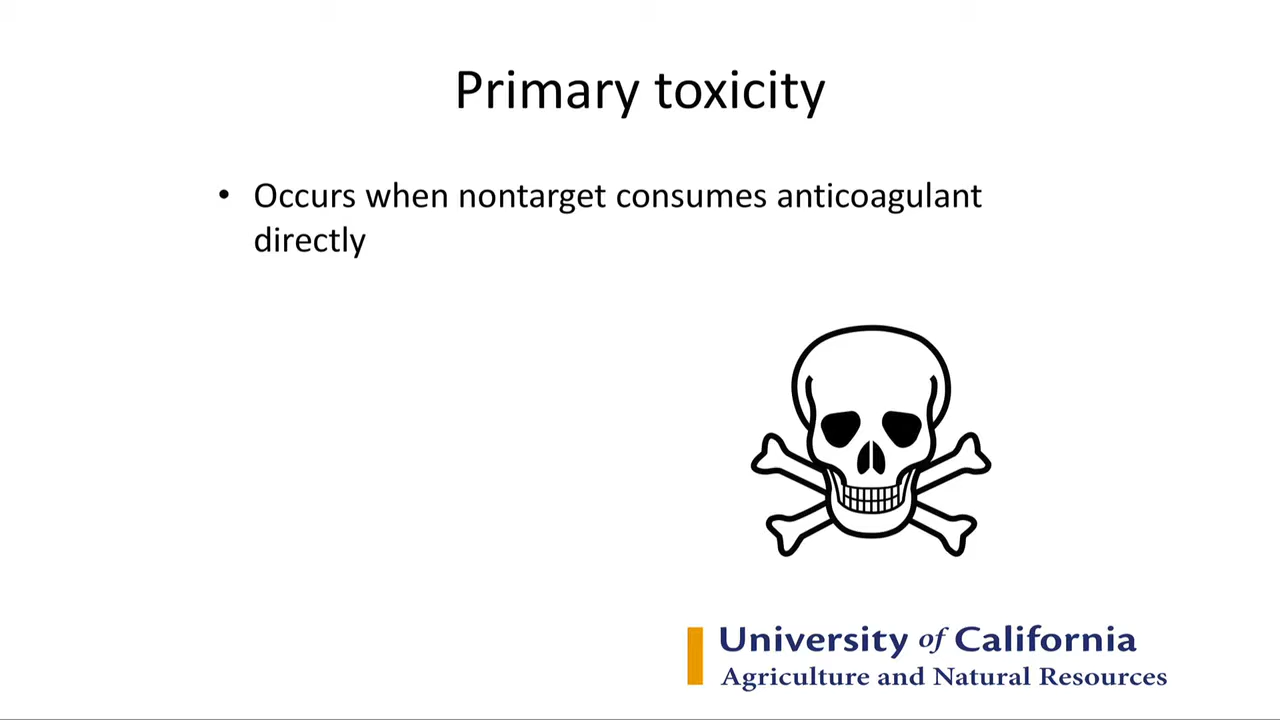 Primary toxicity
• Occurs when nontarget consumes anticoagulant
directly
University of California
Agriculture and Natural Resources